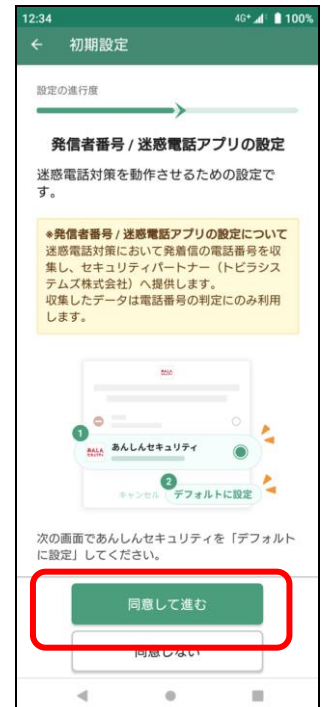 12:34 4G+ 100%
← 初期設定
設定の進行度
発信者番号 / 迷惑電話アプリの設定
迷惑電話対策を動作させるための設定で
す。
※発信者番号 / 迷惑電話アプリの設定について
迷惑電話対策において発着信の電話番号を収
集し、セキュリティパートナー（トビラシス
テムズ株式会社）へ提供します。
収集したデータは電話番号の判定にのみ利用
します。
1
あんしんセキュリティ
2
キャンセル デフォルトに設定
次の画面であんしんセキュリティを「デフォルト
に設定」してください。
同意して進む
同意しない